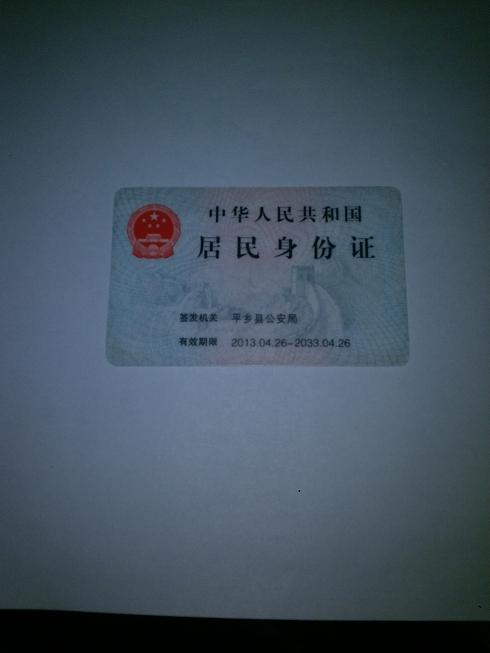 中华人民共和国
居民身份证
签发机关 平乡县公安局
有效期限 2013.04.26-2033.04.26